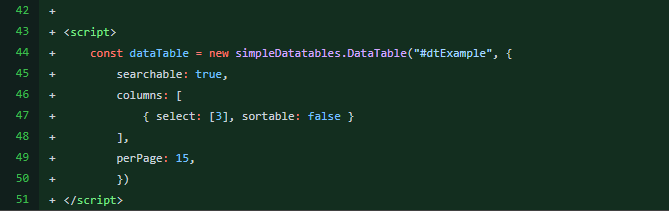 42 +
43 + <script>
44 +     const dataTable = new simpleDatatables.DataTable("#dtExample", {
45 +         searchable: true,
46 +         columns: [
47 +             { select: [3], sortable: false }
48 +         ],
49 +         perPage: 15,
50 +         })
51 + </script>